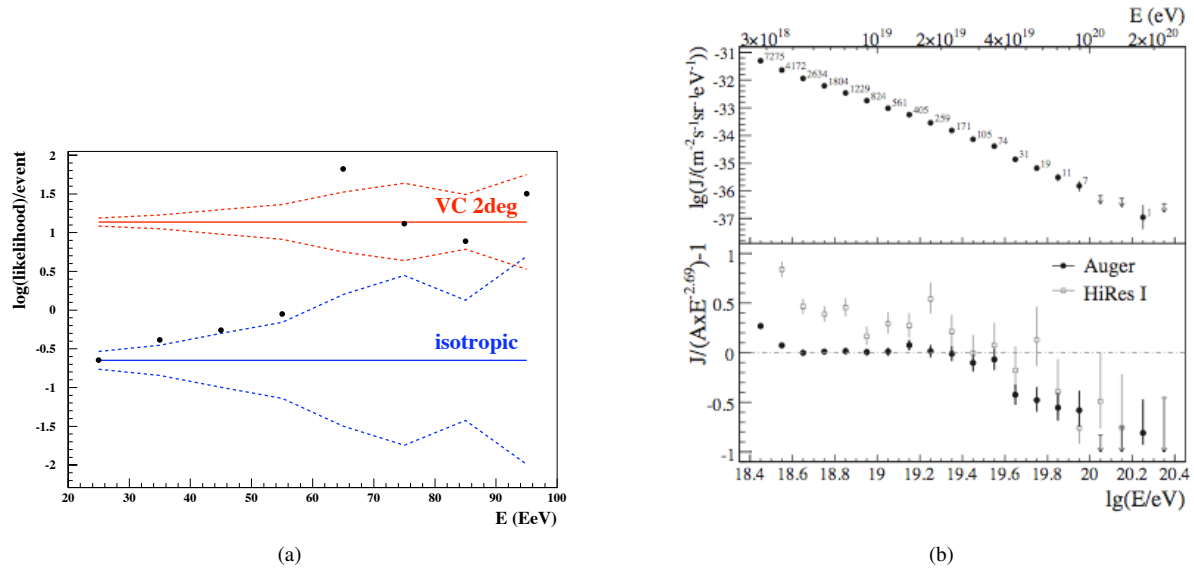 2
1.5
1
0.5
0
-0.5
-1
-1.5
-2
log(likelihood)/event
VC 2deg
isotropic
20 30 40 50 60 70 80 90 100
E (EeV)
(a)
E (eV)
3×10^18 10^19 2×10^19 4×10^19 10^20 2×10^20
lg(J/(m^-2s^-1sr^-1eV^-1))
-31
-32
-33
-34
-35
-36
-37
7275
4172
2634
1804
1229
824
561
405
259
171
105
74
31
19
11
7
1
J/(AxE^-2.69)-1
1
0.5
0
-0.5
-1
Auger
HiRes I
18.4 18.6 18.8 19 19.2 19.4 19.6 19.8 20 20.2 20.4
lg(E/eV)
(b)